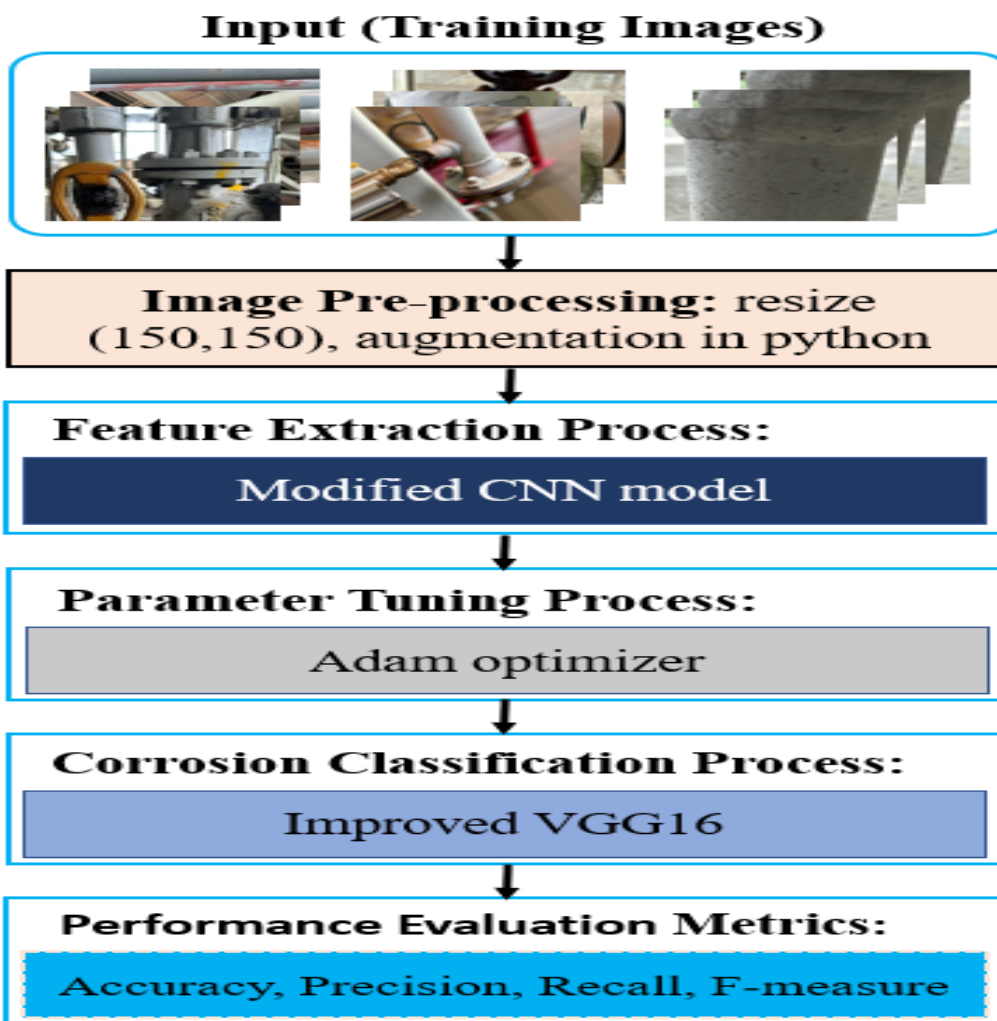 Input (Training Images)
Image Pre-processing: resize
(150,150), augmentation in python
Feature Extraction Process:
Modified CNN model
Parameter Tuning Process:
Adam optimizer
Corrosion Classification Process:
Improved VGG16
Performance Evaluation Metrics:
Accuracy, Precision, Recall, F-measure